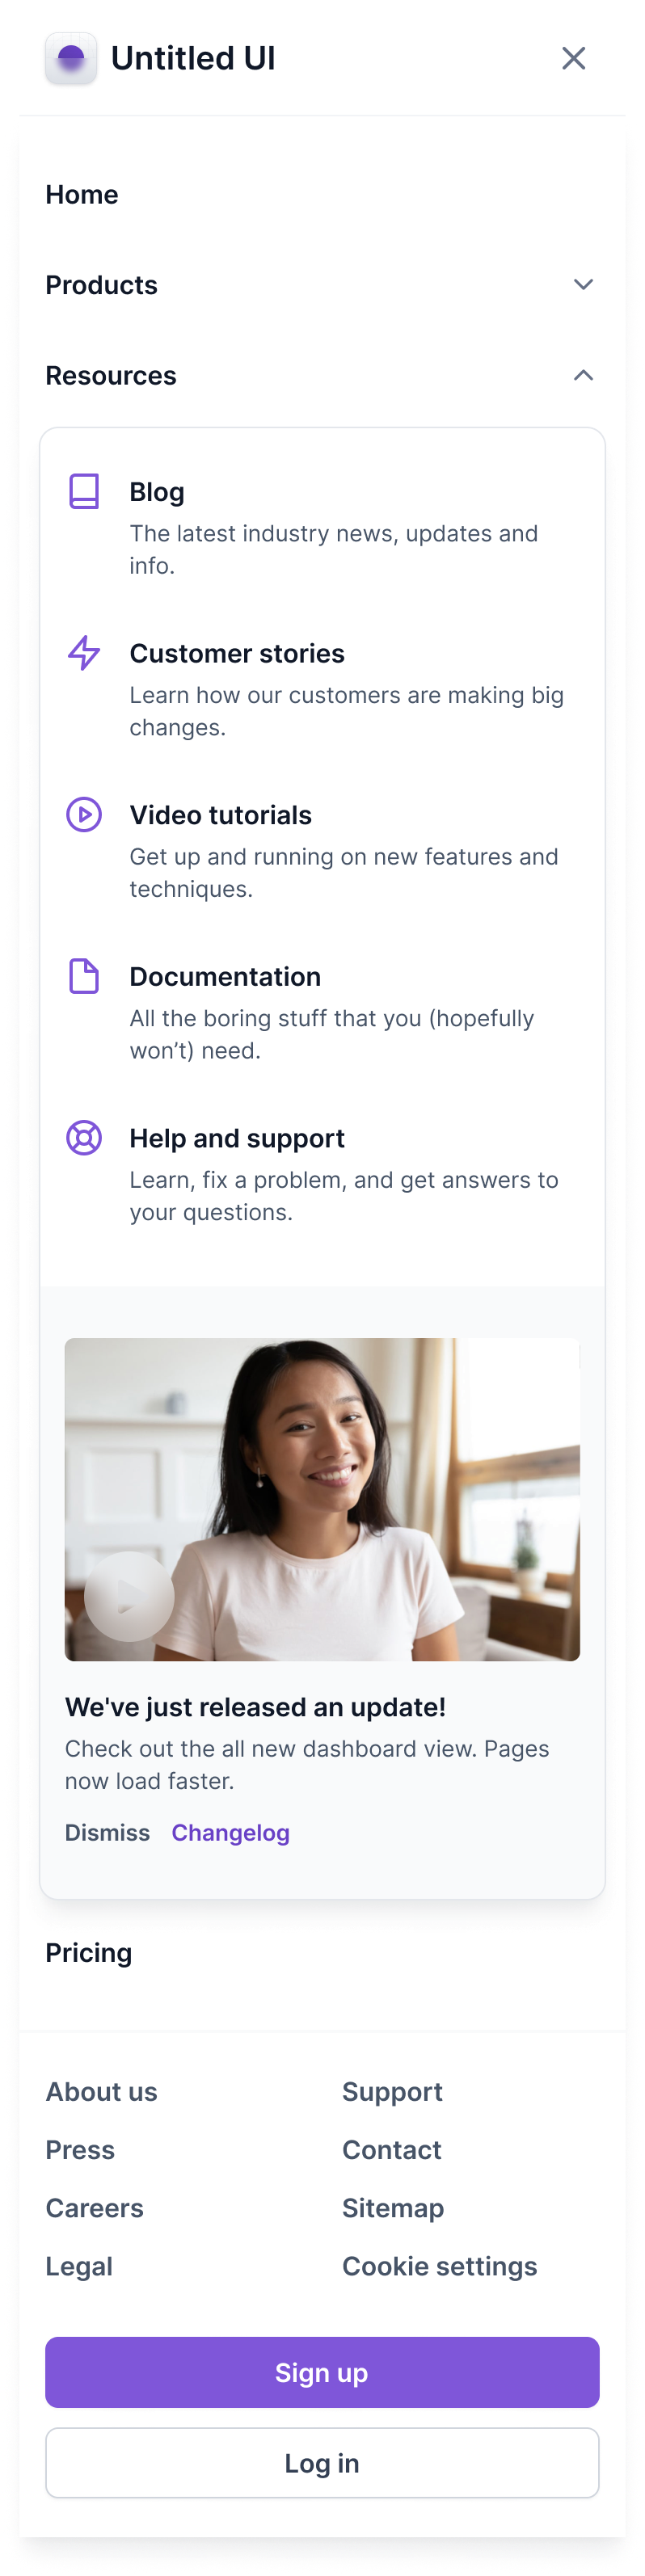 Untitled UI
Home
Products
Resources
Blog
The latest industry news, updates and
info.
Customer stories
Learn how our customers are making big
changes.
Video tutorials
Get up and running on new features and
techniques.
Documentation
All the boring stuff that you (hopefully
won’t) need.
Help and support
Learn, fix a problem, and get answers to
your questions.
We've just released an update!
Check out the all new dashboard view. Pages
now load faster.
Dismiss Changelog
Pricing
About us Support
Press Contact
Careers Sitemap
Legal Cookie settings
Sign up
Log in